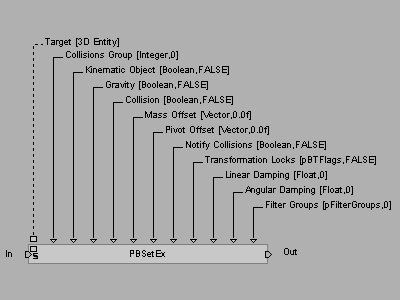 Target [3D Entity]
Collisions Group [Integer,0]
Kinematic Object [Boolean,FALSE]
Gravity [Boolean,FALSE]
Collision [Boolean,FALSE]
Mass Offset [Vector,0.0f]
Pivot Offset [Vector,0.0f]
Notify Collisions [Boolean,FALSE]
Transformation Locks [pBTFlags,FALSE]
Linear Damping [Float,0]
Angular Damping [Float,0]
Filter Groups [pFilterGroups,0]
In
PBSetEx
Out